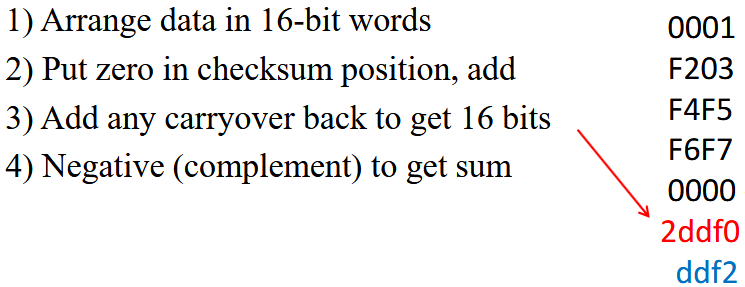 1) Arrange data in 16-bit words
2) Put zero in checksum position, add
3) Add any carryover back to get 16 bits
4) Negative (complement) to get sum
0001
F203
F4F5
F6F7
0000
2ddf0
ddf2